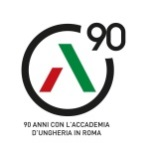 90
90 ANNI CON L'ACCADEMIA
D'UNGHERIA IN ROMA